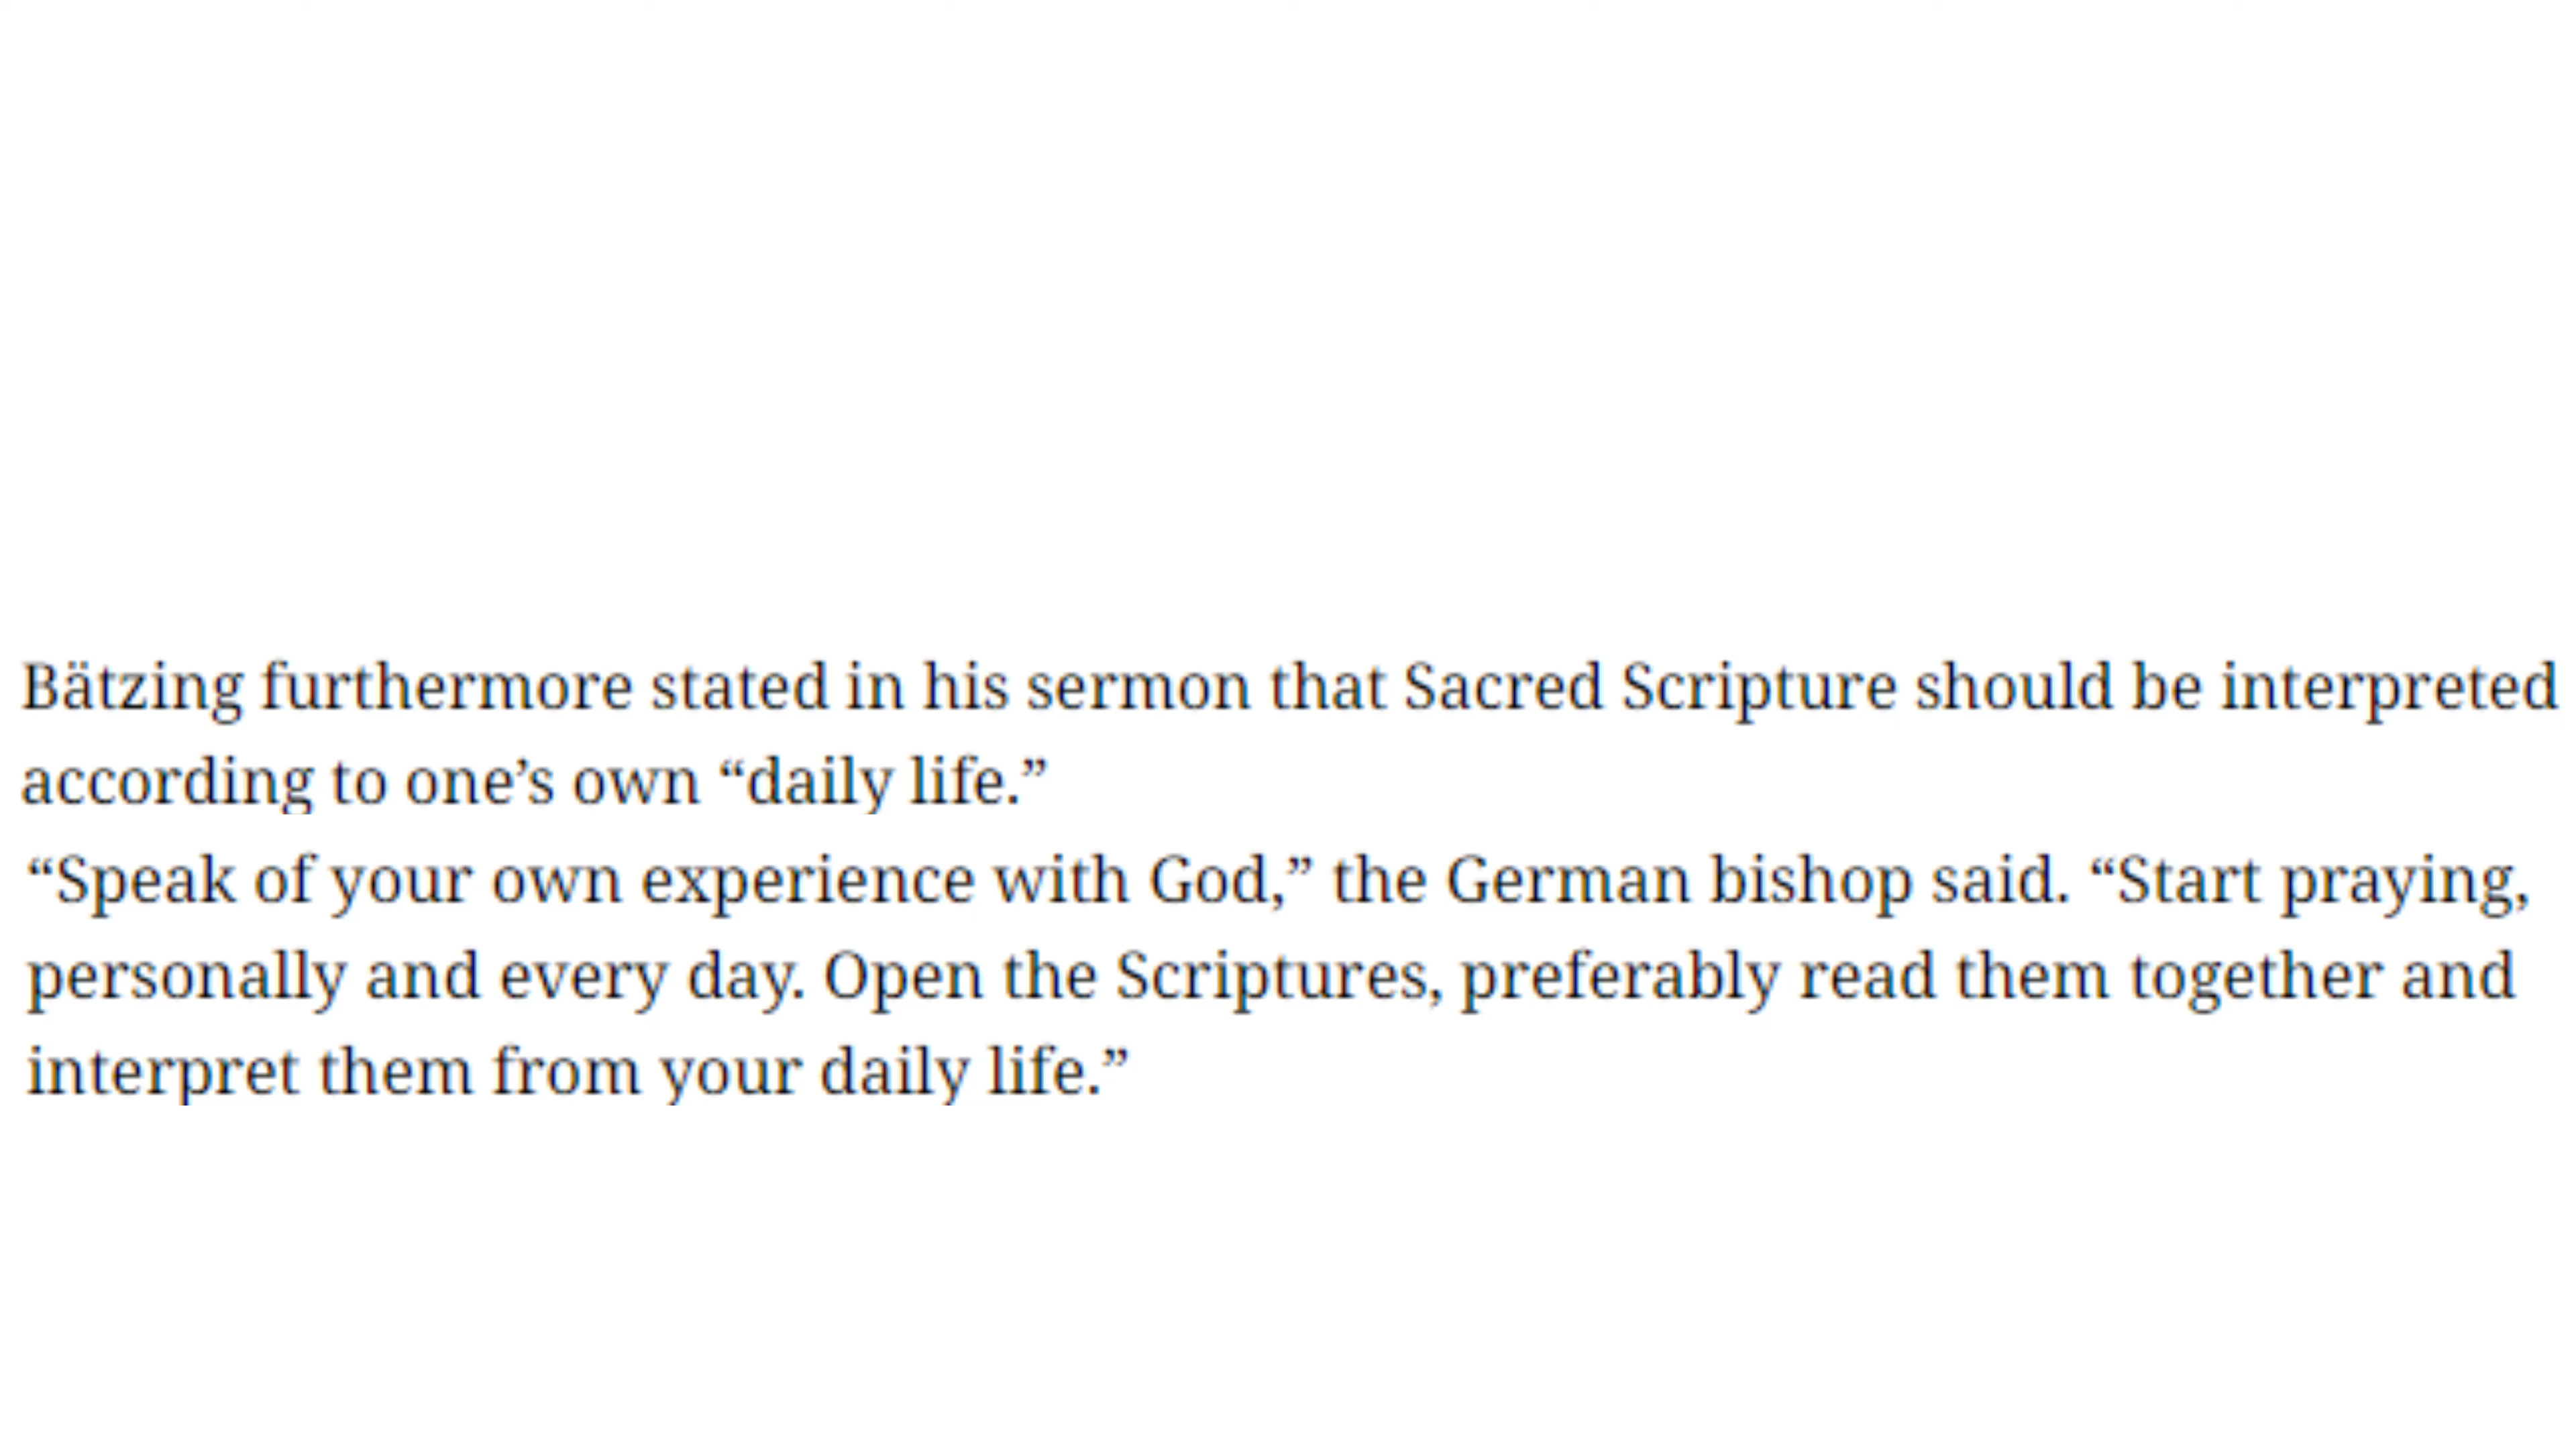 Bätzing furthermore stated in his sermon that Sacred Scripture should be interpreted
according to one’s own “daily life.”
“Speak of your own experience with God,” the German bishop said. “Start praying,
personally and every day. Open the Scriptures, preferably read them together and
interpret them from your daily life.”